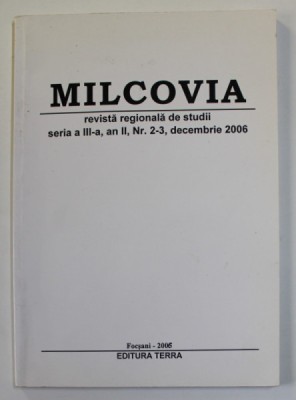 MILCOVIA
revistă regională de studii
seria a III-a, an II, Nr. 2-3, decembrie 2006
Focşani - 2006
EDITURA TERRA